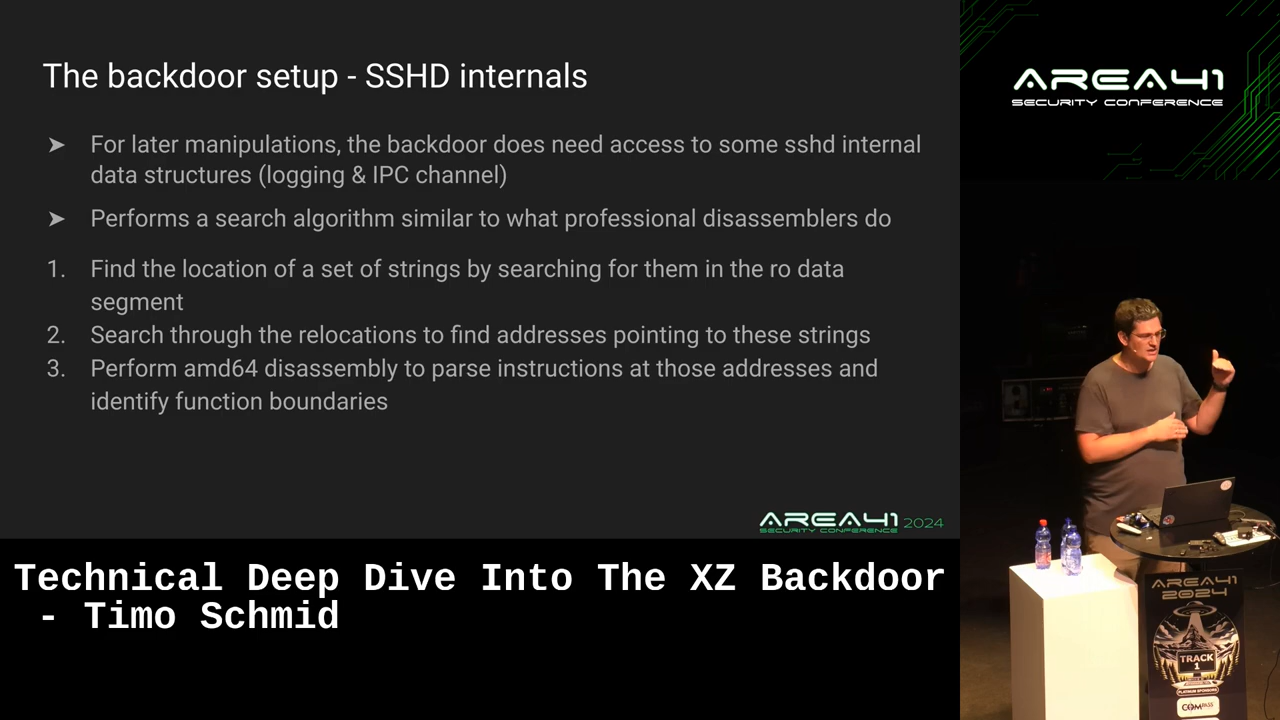 The backdoor setup - SSHD internals
➤ For later manipulations, the backdoor does need access to some sshd internal
data structures (logging & IPC channel)
➤ Performs a search algorithm similar to what professional disassemblers do
1. Find the location of a set of strings by searching for them in the ro data
segment
2. Search through the relocations to find addresses pointing to these strings
3. Perform amd64 disassembly to parse instructions at those addresses and
identify function boundaries
AREA41 2024
SECURITY CONFERENCE
Technical Deep Dive Into The XZ Backdoor
- Timo Schmid
AREA41
SECURITY CONFERENCE
AREA41
2024
TRACK
1
PLATINUM SPONSORS
COMPASS